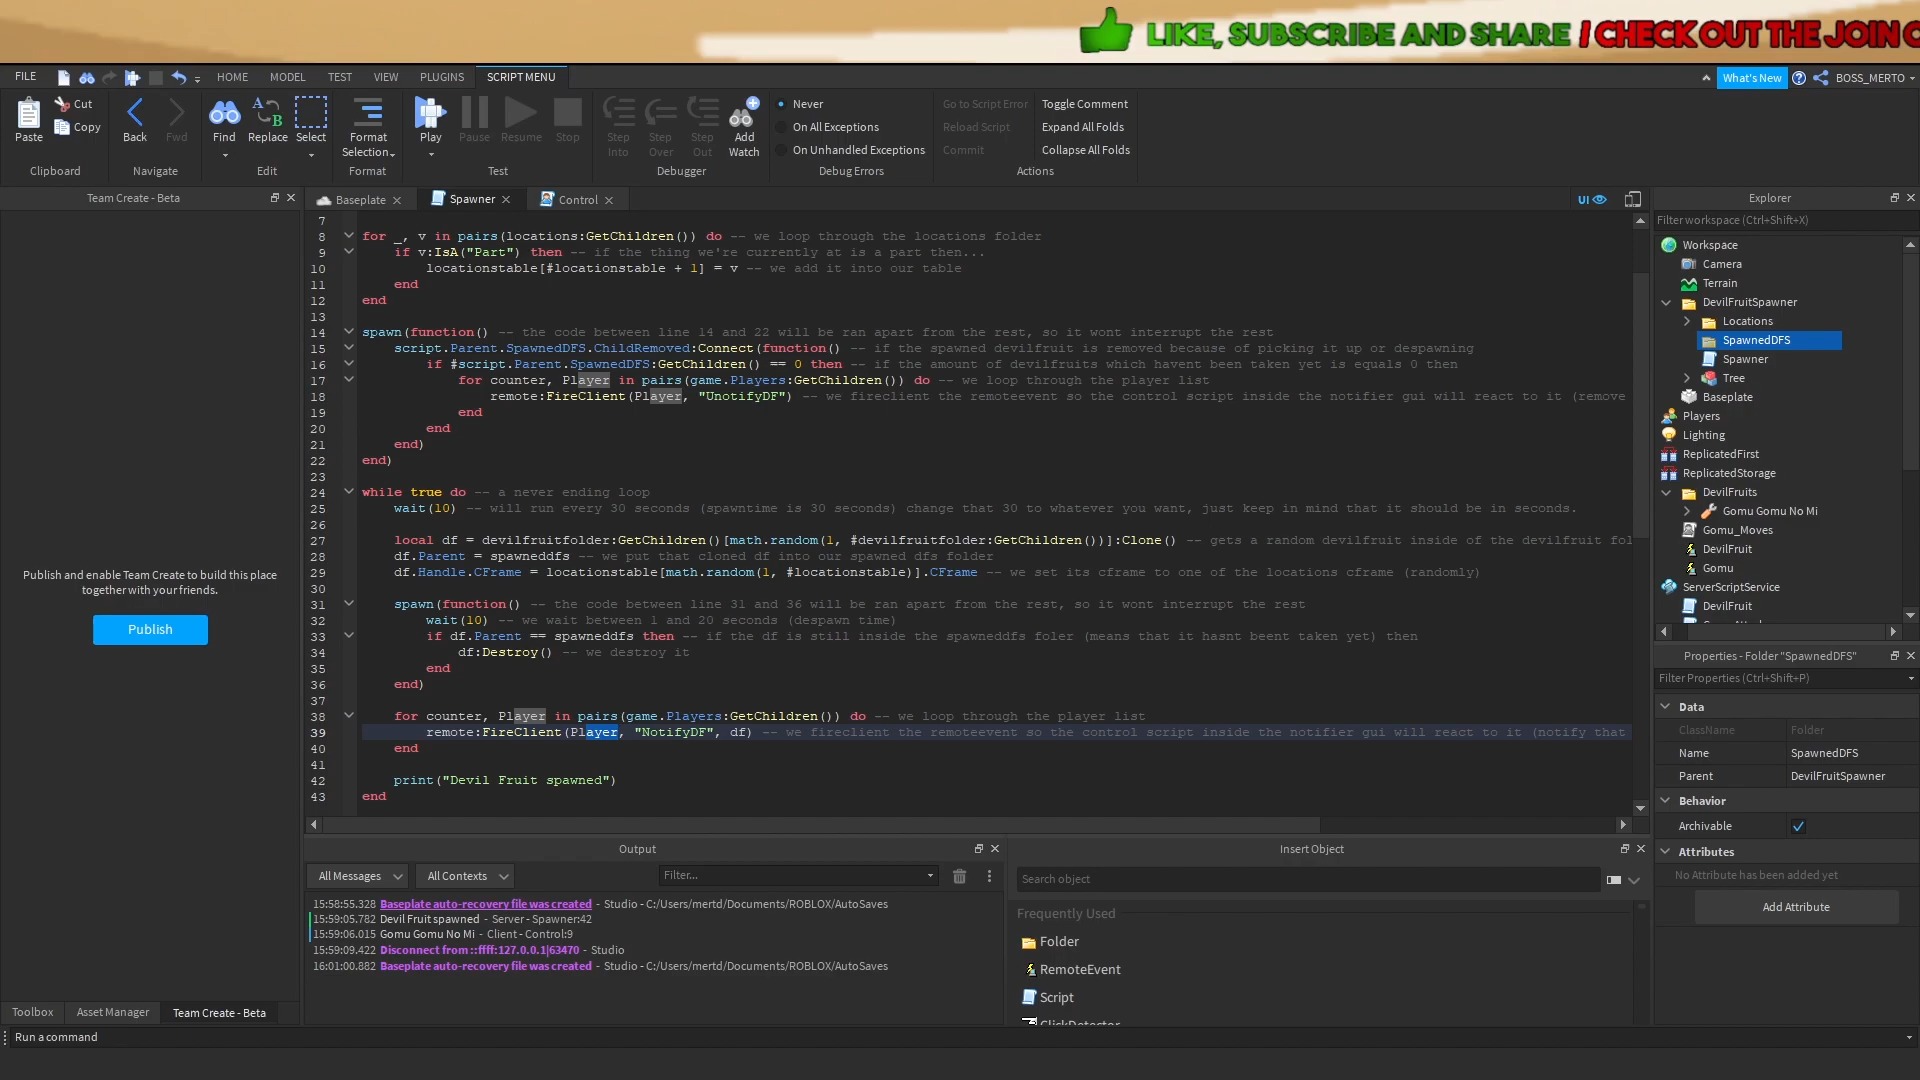 LIKE, SUBSCRIBE AND SHARE / CHECK OUT THE JOIN
FILE HOME MODEL TEST VIEW PLUGINS SCRIPT MENU What's New BOSS_MERTO
Paste Cut Copy Back Fwd Find Replace Select Format Selection Play Pause Resume Stop Step Into Step Over Step Out Add Watch
Never Go to Script Error Toggle Comment
On All Exceptions Reload Script Expand All Folds
On Unhandled Exceptions Commit Collapse All Folds
Clipboard Navigate Edit Format Test Debugger Debug Errors Actions
Team Create - Beta
Publish and enable Team Create to build this place
together with your friends.
Publish
Toolbox Asset Manager Team Create - Beta
Baseplate Spawner Control UI
7
8 for _, v in pairs(locations:GetChildren()) do -- we loop through the locations folder
9 if v:IsA("Part") then -- if the thing we're currently at is a part then...
10 locationstable[#locationstable + 1] = v -- we add it into our table
11 end
12 end
13
14 spawn(function() -- the code between line 14 and 22 will be ran apart from the rest, so it wont interrupt the rest
15 script.Parent.SpawnedDFS.ChildRemoved:Connect(function() -- if the spawned devilfruit is removed because of picking it up or despawning
16 if #script.Parent.SpawnedDFS:GetChildren() == 0 then -- if the amount of devilfruits which havent been taken yet is equals 0 then
17 for counter, Player in pairs(game.Players:GetChildren()) do -- we loop through the player list
18 remote:FireClient(Player, "UnotifyDF") -- we fireclient the remoteevent so the control script inside the notifier gui will react to it (remove
19 end
20 end
21 end)
22 end)
23
24 while true do -- a never ending loop
25 wait(10) -- will run every 30 seconds (spawntime is 30 seconds) change that 30 to whatever you want, just keep in mind that it should be in seconds.
26
27 local df = devilfruitfolder:GetChildren()[math.random(1, #devilfruitfolder:GetChildren())]:Clone() -- gets a random devilfruit inside of the devilfruit fol
28 df.Parent = spawneddfs -- we put that cloned df into our spawned dfs folder
29 df.Handle.CFrame = locationstable[math.random(1, #locationstable)].CFrame -- we set its cframe to one of the locations cframe (randomly)
30
31 spawn(function() -- the code between line 31 and 36 will be ran apart from the rest, so it wont interrupt the rest
32 wait(10) -- we wait between 1 and 20 seconds (despawn time)
33 if df.Parent == spawneddfs then -- if the df is still inside the spawneddfs foler (means that it hasnt beent taken yet) then
34 df:Destroy() -- we destroy it
35 end
36 end)
37
38 for counter, Player in pairs(game.Players:GetChildren()) do -- we loop through the player list
39 remote:FireClient(Player, "NotifyDF", df) -- we fireclient the remoteevent so the control script inside the notifier gui will react to it (notify that
40 end
41
42 print("Devil Fruit spawned")
43 end
Output
All Messages All Contexts Filter...
15:58:55.328 Baseplate auto-recovery file was created - Studio - C:/Users/mertd/Documents/ROBLOX/AutoSaves
15:59:05.782 Devil Fruit spawned - Server - Spawner:42
15:59:06.015 Gomu Gomu No Mi - Client - Control:9
15:59:09.422 Disconnect from ::ffff:127.0.0.1|63470 - Studio
16:01:00.882 Baseplate auto-recovery file was created - Studio - C:/Users/mertd/Documents/ROBLOX/AutoSaves
Insert Object
Search object
Frequently Used
Folder
RemoteEvent
Script
ClickDetector
Explorer
Filter workspace (Ctrl+Shift+X)
Workspace
Camera
Terrain
DevilFruitSpawner
Locations
SpawnedDFS
Spawner
Tree
Baseplate
Players
Lighting
ReplicatedFirst
ReplicatedStorage
DevilFruits
Gomu Gomu No Mi
Gomu_Moves
DevilFruit
Gomu
ServerScriptService
DevilFruit
Properties - Folder "SpawnedDFS"
Filter Properties (Ctrl+Shift+P)
Data
ClassName Folder
Name SpawnedDFS
Parent DevilFruitSpawner
Behavior
Archivable
Attributes
No Attribute has been added yet
Add Attribute
Run a command